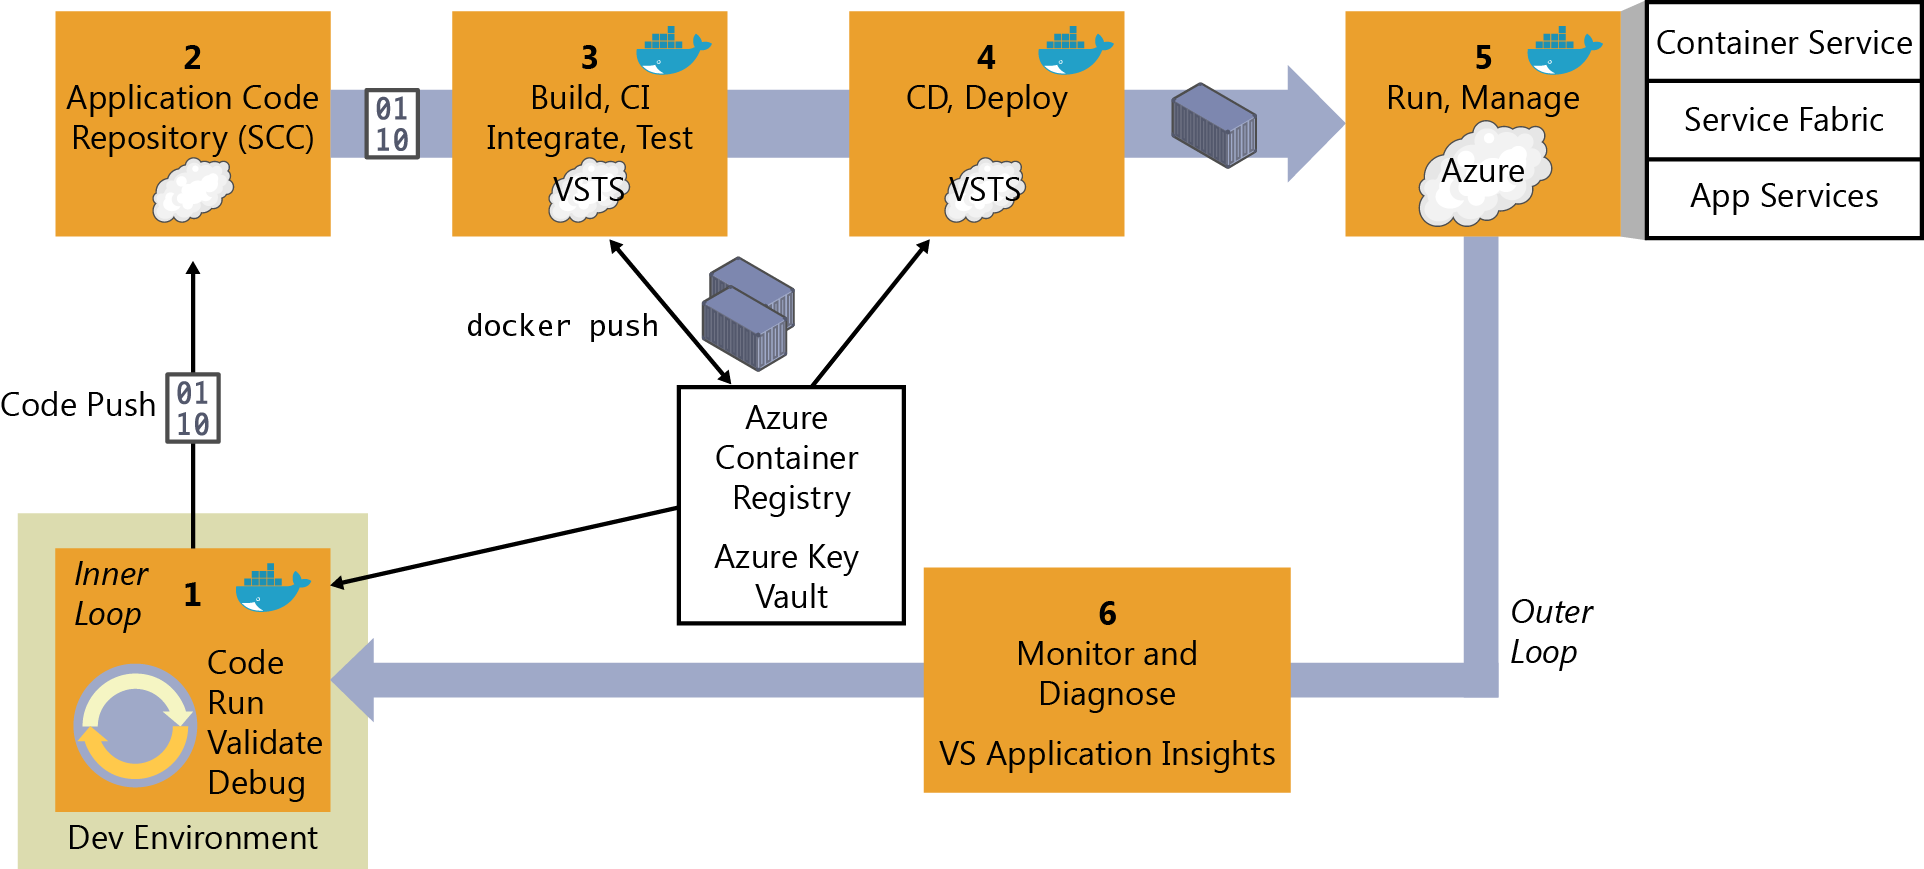 2
Application Code
Repository (SCC)
01
10
3
Build, CI
Integrate, Test
VSTS
4
CD, Deploy
VSTS
5
Run, Manage
Azure
Container Service
Service Fabric
App Services
docker push
Code Push
01
10
Azure
Container
Registry
Azure Key
Vault
Inner
Loop
1
Code
Run
Validate
Debug
Dev Environment
6
Monitor and
Diagnose
VS Application Insights
Outer
Loop